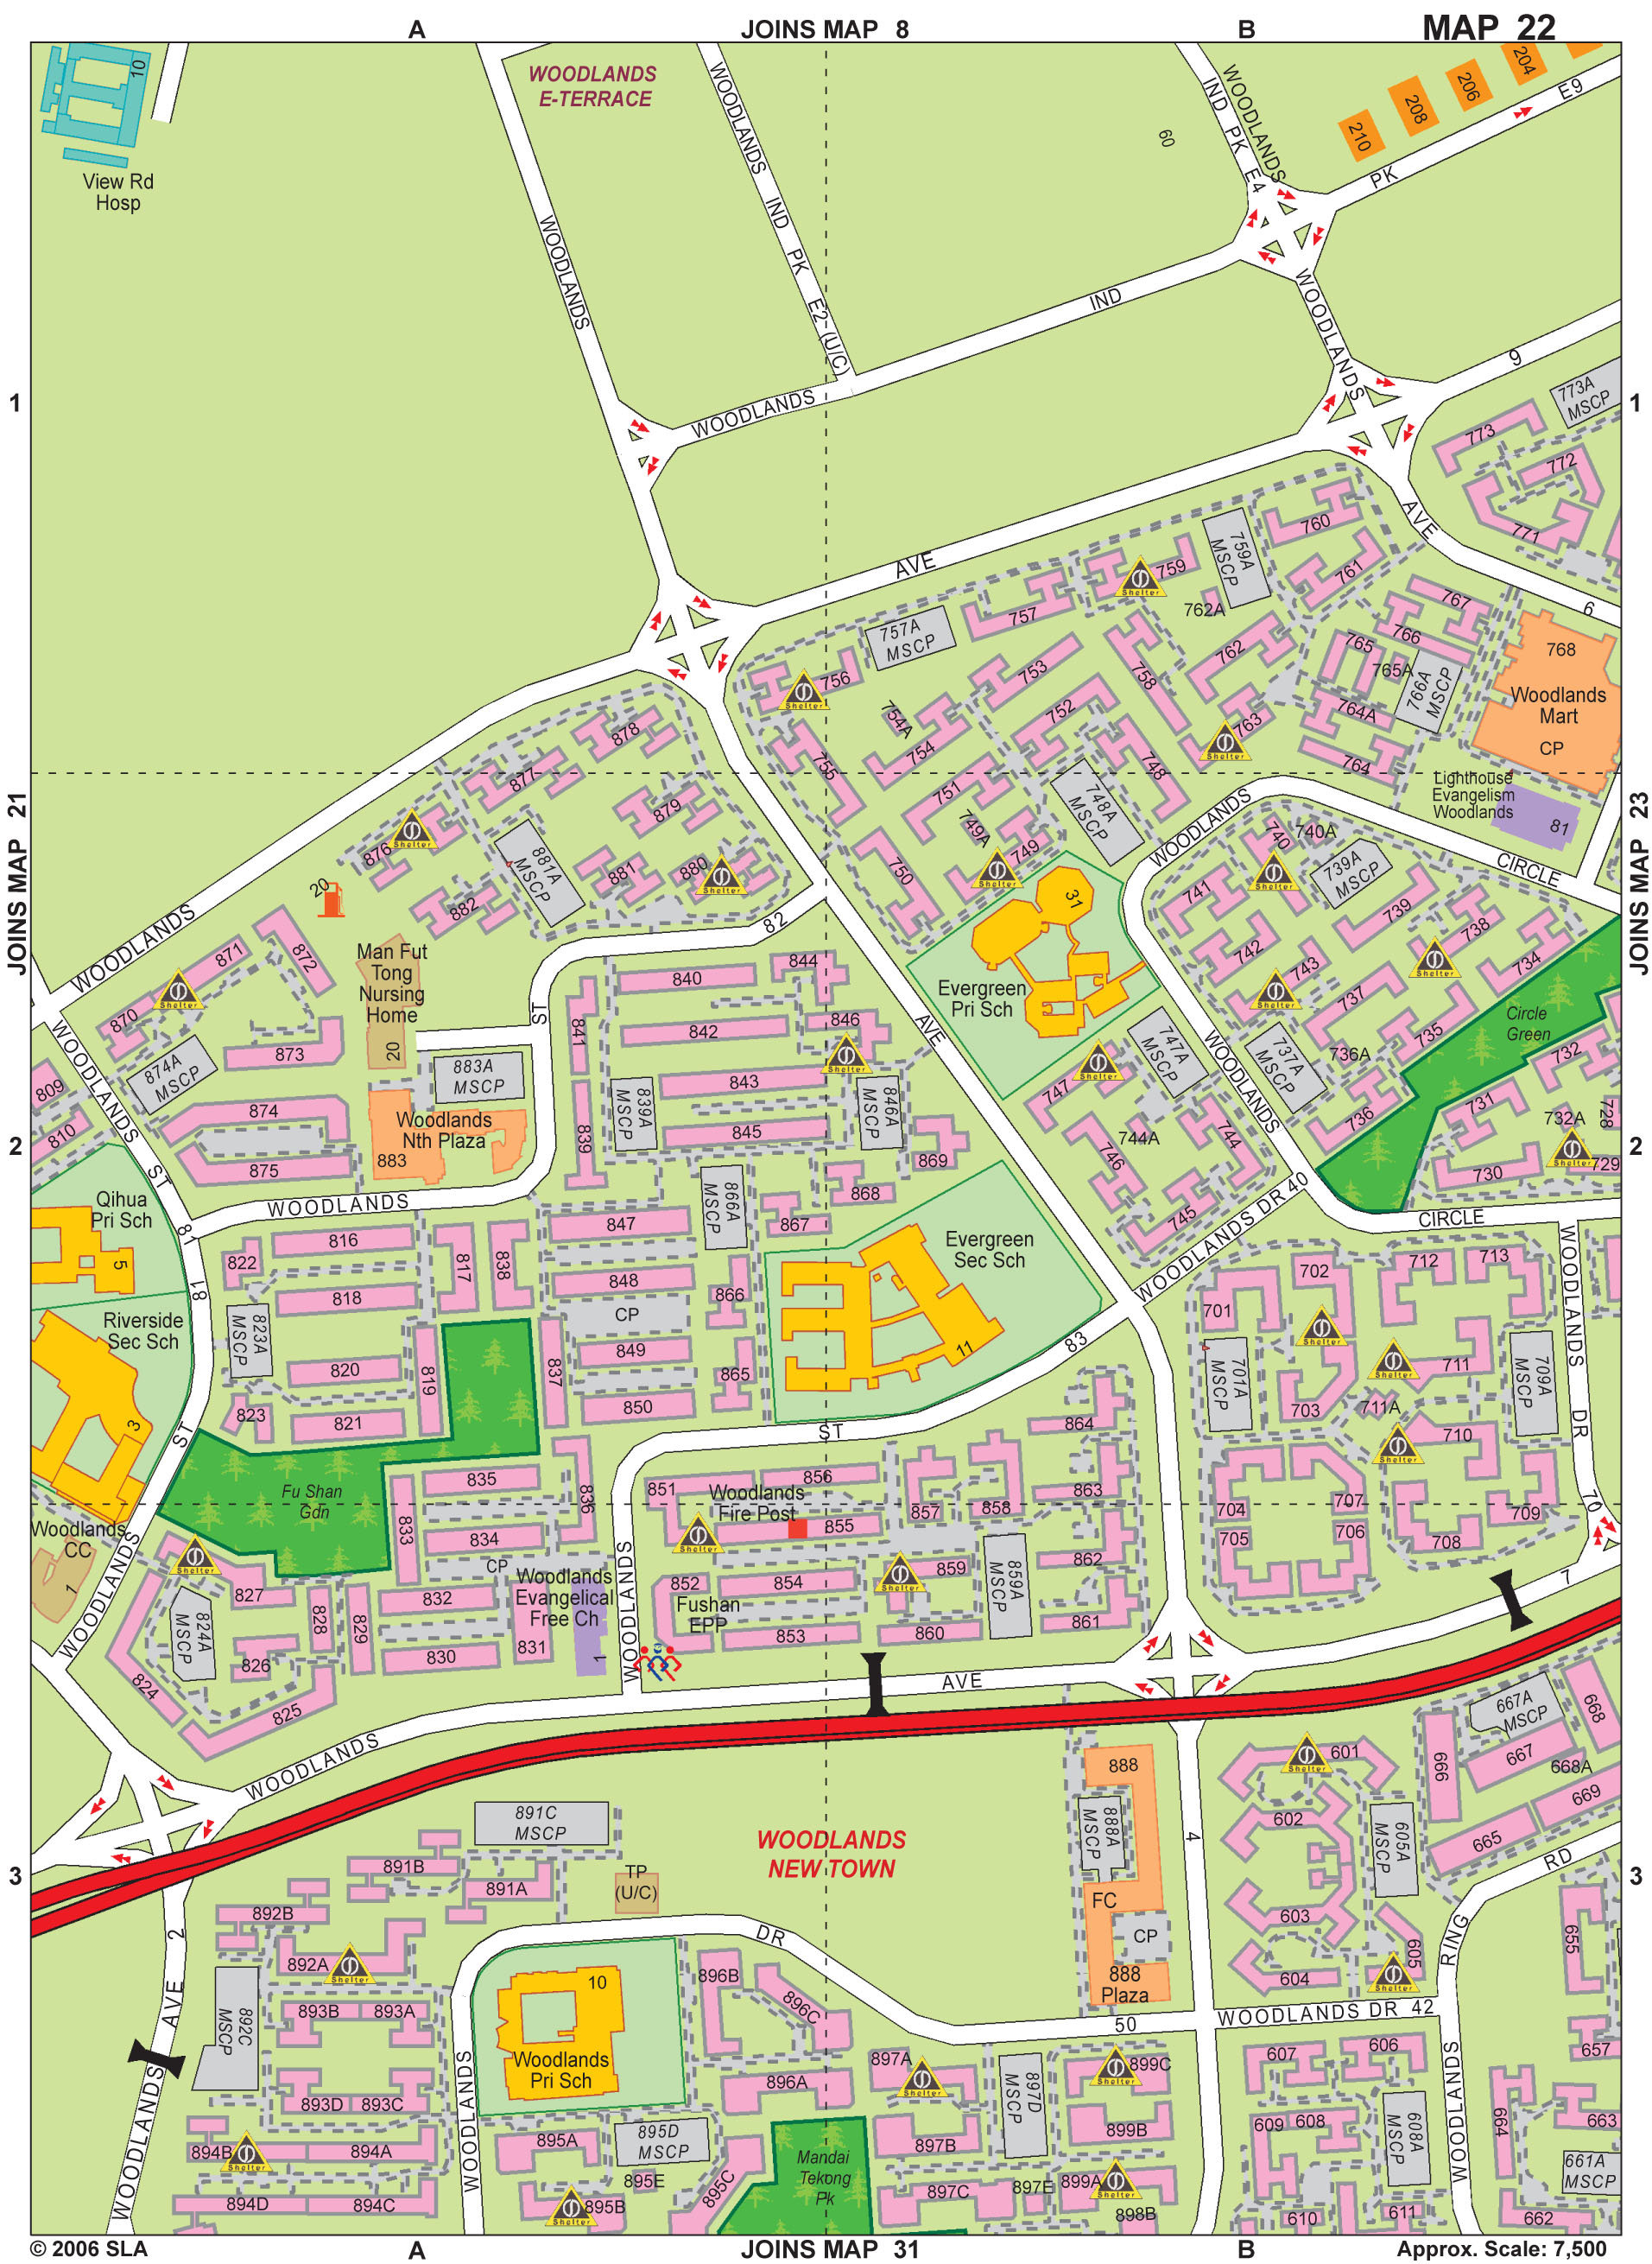 A
JOINS MAP 8
B
MAP 22
WOODLANDS
E-TERRACE
10
View Rd
Hosp
WOODLANDS
WOODLANDS IND PK E2 (U/C)
60
WOODLANDS
IND PK E4
204
206
208
210
PK
E9
WOODLANDS
IND
WOODLANDS
9
1
1
773A
MSCP
773
772
771
AVE
6
AVE
760
759A
MSCP
761
759
762A
757
757A
MSCP
767
766
765
765A
766A
MSCP
768
Woodlands
Mart
CP
762
758
753
756
Shelter
764A
763
764
752
754A
754
755
748
878
877
751
748A
MSCP
Lighthouse
Evangelism
Woodlands
81
JOINS MAP 21
JOINS MAP 23
879
876
881A
MSCP
881
880
882
749A
749
750
WOODLANDS
CIRCLE
740
740A
739A
MSCP
741
739
738
742
743
734
737
735
736A
736
737A
MSCP
Circle
Green
732
731
732A
728
729
730
31
Evergreen
Pri Sch
20
WOODLANDS
82
ST
871
872
870
873
874A
MSCP
Man Fut
Tong
Nursing
Home
20
883A
MSCP
Woodlands
Nth Plaza
883
874
875
809
810
WOODLANDS
ST
81
840
844
841
842
846
843
839A
MSCP
846A
MSCP
845
839
869
868
866A
MSCP
867
AVE
747A
MSCP
747
744A
744
746
745
WOODLANDS
WOODLANDS DR 40
CIRCLE
2
2
Qihua
Pri Sch
5
Riverside
Sec Sch
3
WOODLANDS
81
ST
816
822
817
838
818
823A
MSCP
820
819
821
823
847
848
CP
849
850
837
866
865
Evergreen
Sec Sch
11
83
ST
701
702
712
713
701A
MSCP
711
709A
MSCP
703
711A
710
WOODLANDS
DR
70
704
707
705
706
708
709
7
Fu Shan
Gdn
835
834
833
836
CP
832
830
831
829
828
827
826
825
824
824A
MSCP
Woodlands
CC
1
WOODLANDS
Woodlands
Evangelical
Free Ch
1
WOODLANDS
851
856
Woodlands
Fire Post
855
852
854
Fushan
EPP
853
857
858
859
859A
MSCP
860
861
862
863
864
AVE
WOODLANDS
WOODLANDS
NEW TOWN
891C
MSCP
891B
891A
TP
(U/C)
892B
892A
893B
893A
892C
MSCP
893D
893C
894B
894A
894D
894C
2
AVE
WOODLANDS
3
3
10
Woodlands
Pri Sch
WOODLANDS
DR
50
896B
896C
896A
895A
895D
MSCP
895E
895B
895C
Mandai
Tekong
Pk
897A
897B
897C
897D
MSCP
897E
899C
899B
899A
898B
888
888A
MSCP
FC
CP
888
Plaza
4
601
602
603
604
605
605A
MSCP
WOODLANDS DR 42
RING
RD
WOODLANDS
666
667A
MSCP
667
668
668A
669
665
655
657
664
663
661A
MSCP
662
606
607
609
608
608A
MSCP
610
611
© 2006 SLA
A
JOINS MAP 31
B
Approx. Scale: 7,500